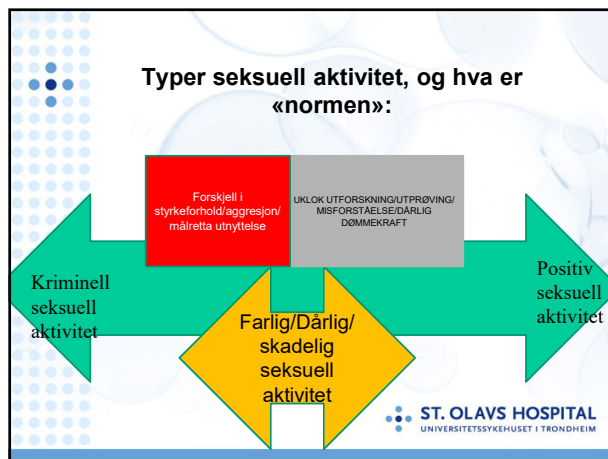 Typer seksuell aktivitet, og hva er
«normen»:
Forskjell i
styrkeforhold/aggresjon/
målretta utnyttelse
UKLOK UTFORSKNING/UTPRØVING/
MISFORSTÅELSE/DÅRLIG
DØMMEKRAFT
Kriminell
seksuell
aktivitet
Positiv
seksuell
aktivitet
Farlig/Dårlig/
skadelig
seksuell
aktivitet
ST. OLAVS HOSPITAL
UNIVERSITETSSYKEHUSET I TRONDHEIM